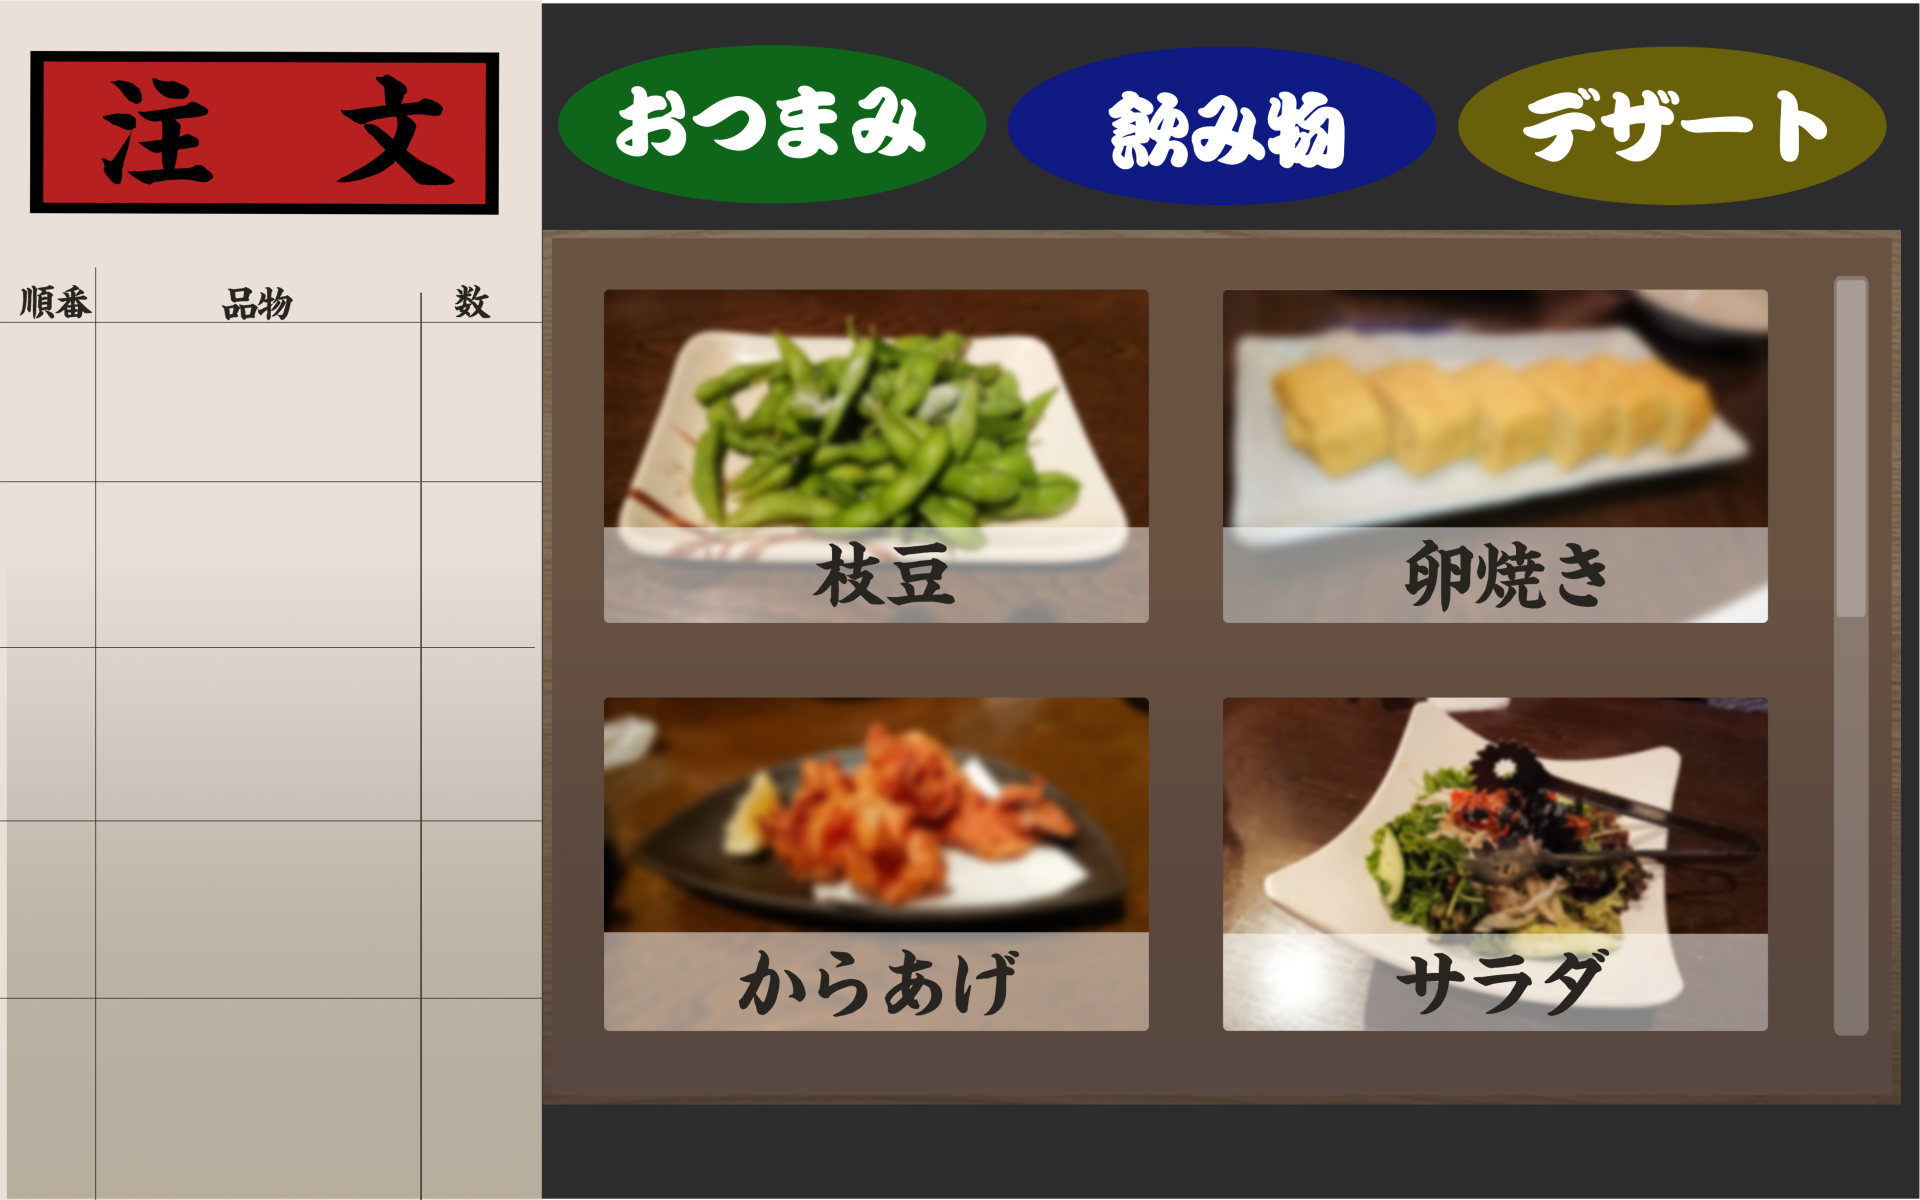 注 文
順番 品物 数
おつまみ 飲み物 デザート
枝豆 卵焼き
からあげ サラダ